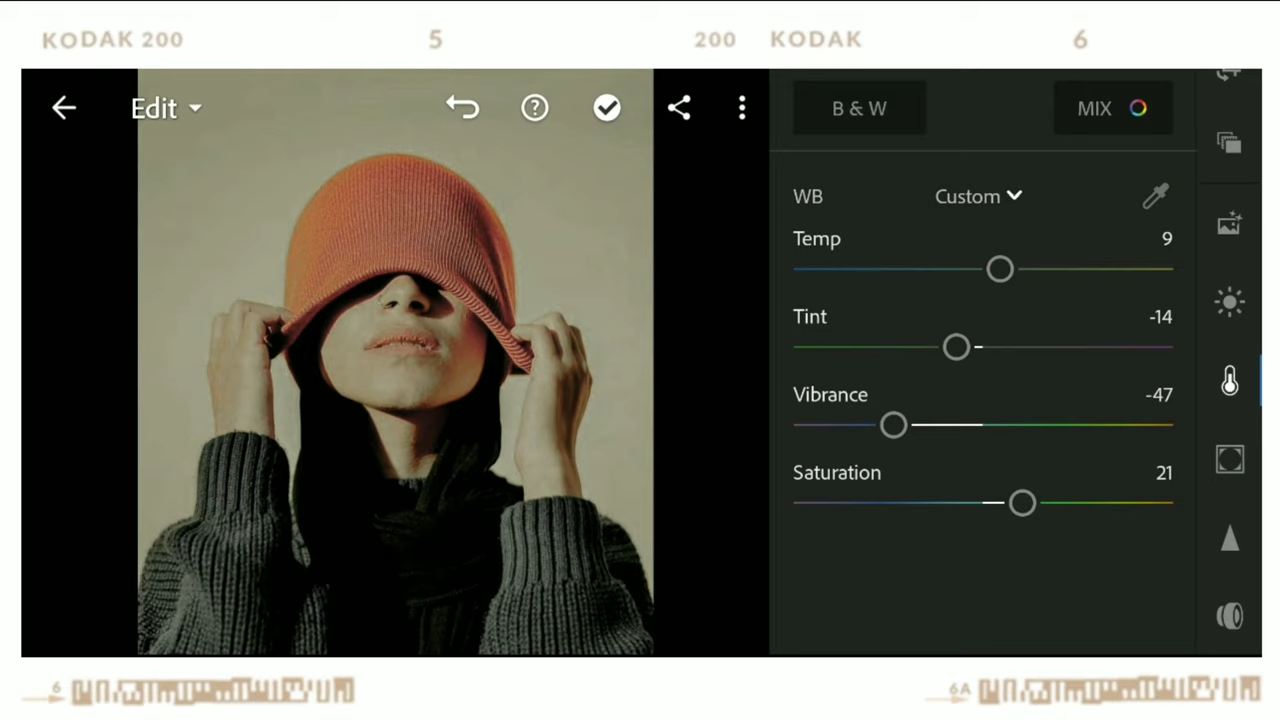 KODAK 200 5 200 KODAK 6
Edit
B & W MIX
WB Custom
Temp 9
Tint -14
Vibrance -47
Saturation 21
6 6A